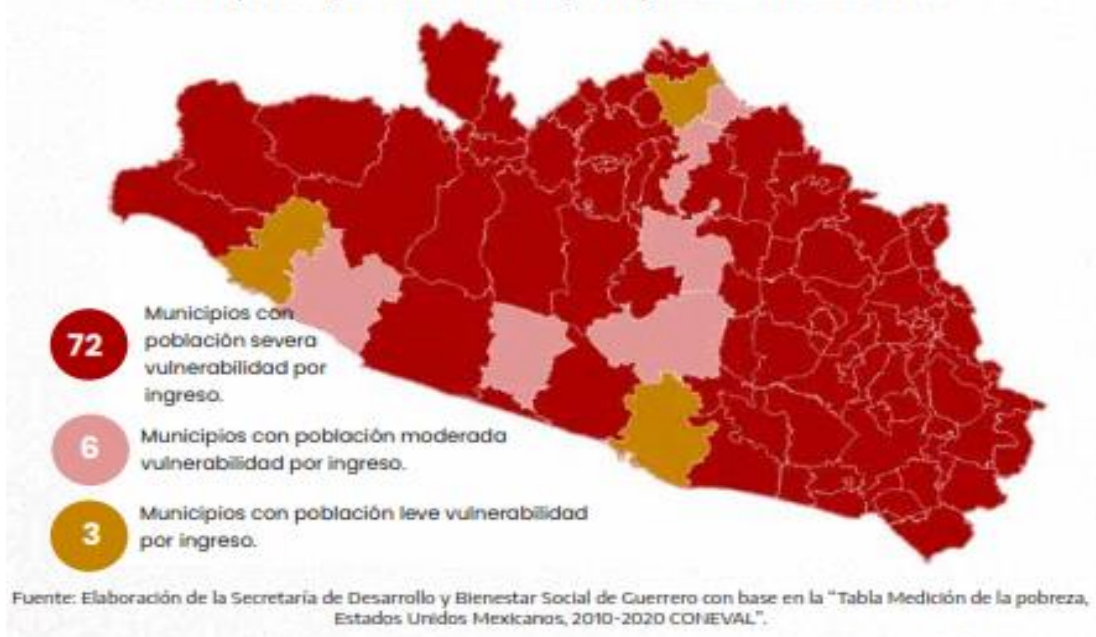 72
Municipios con
población severa
vulnerabilidad por
ingreso.
6
Municipios con población moderada
vulnerabilidad por ingreso.
3
Municipios con población leve vulnerabilidad
por ingreso.
Fuente: Elaboración de la Secretaría de Desarrollo y Bienestar Social de Guerrero con base en la “Tabla Medición de la pobreza,
Estados Unidos Mexicanos, 2010-2020 CONEVAL”.